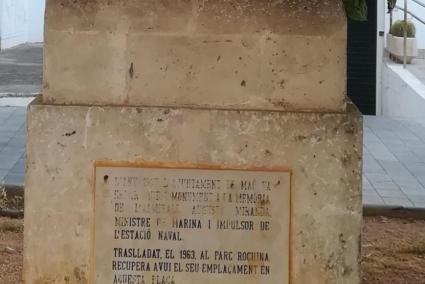 L'ANY   L'AJUNTAMENT DE MAÓ VA
 MONUMENT A LA MEMÒRIA
DE L'ALMIRALL AUGUST MIRANDA,
MINISTRE DE MARINA I IMPULSOR DE
L'ESTACIÓ NAVAL.
TRASLLADAT, EL 1963, AL PARC ROCHINA
RECUPERA AVUI EL SEU EMPLAÇAMENT EN
AQUESTA PLAÇA